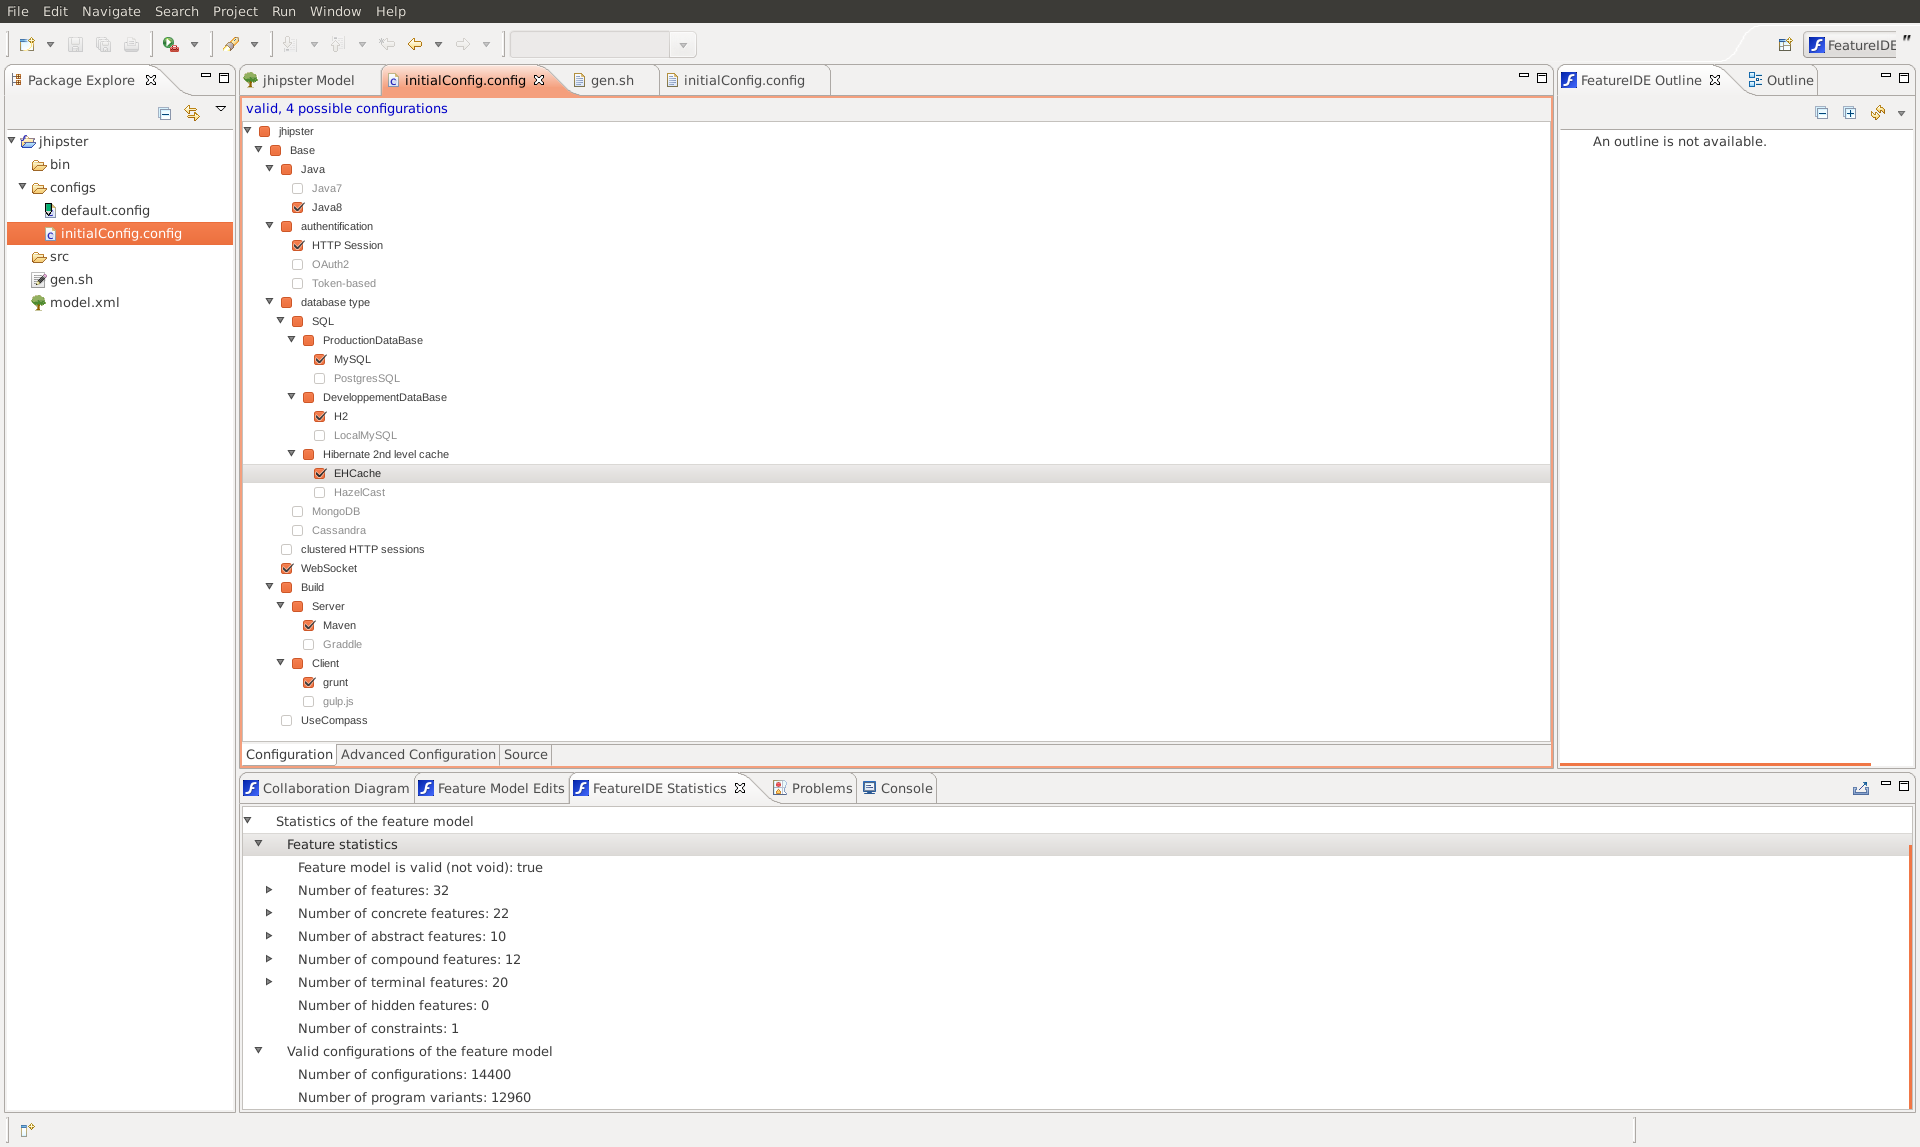 File Edit Navigate Search Project Run Window Help
FeatureIDE "
Package Explore
jhipster
bin
configs
default.config
initialConfig.config
src
gen.sh
model.xml
jhipster Model initialConfig.config gen.sh initialConfig.config
valid, 4 possible configurations
jhipster
Base
Java
Java7
Java8
authentification
HTTP Session
OAuth2
Token-based
database type
SQL
ProductionDataBase
MySQL
PostgresSQL
DeveloppementDataBase
H2
LocalMySQL
Hibernate 2nd level cache
EHCache
HazelCast
MongoDB
Cassandra
clustered HTTP sessions
WebSocket
Build
Server
Maven
Graddle
Client
grunt
gulp.js
UseCompass
Configuration Advanced Configuration Source
FeatureIDE Outline Outline
An outline is not available.
Collaboration Diagram Feature Model Edits FeatureIDE Statistics Problems Console
Statistics of the feature model
Feature statistics
Feature model is valid (not void): true
Number of features: 32
Number of concrete features: 22
Number of abstract features: 10
Number of compound features: 12
Number of terminal features: 20
Number of hidden features: 0
Number of constraints: 1
Valid configurations of the feature model
Number of configurations: 14400
Number of program variants: 12960